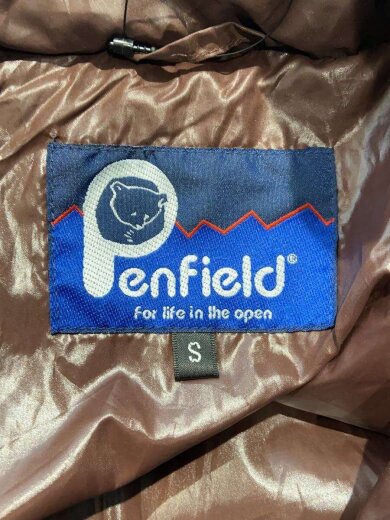 Penfield®
For life in the open
S